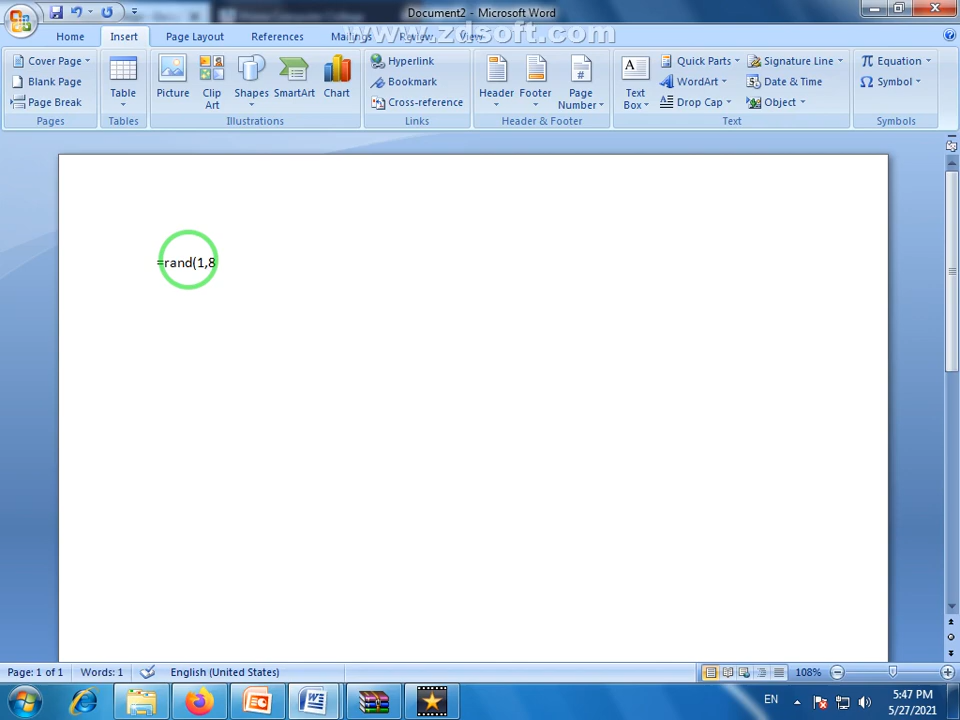 Document2 - Microsoft Word
Home Insert Page Layout References Mailings Review View
www.zdsoft.com
Cover Page Blank Page Page Break Pages
Table Tables
Picture Clip Art Shapes SmartArt Chart Illustrations
Hyperlink Bookmark Cross-reference Links
Header Footer Page Number Header & Footer
Text Box Quick Parts WordArt Drop Cap Signature Line Date & Time Object Text
Equation Symbol Symbols
=rand(1,8
Page: 1 of 1 Words: 1 English (United States) 108%
EN 5:47 PM
5/27/2021